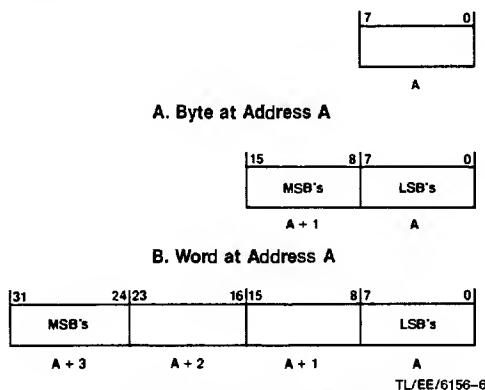 7 0
A
A. Byte at Address A
15 8 7 0
MSB's LSB's
A + 1 A
B. Word at Address A
31 24 23 16 15 8 7 0
MSB's LSB's
A + 3 A + 2 A + 1 A
TL/EE/6156-6